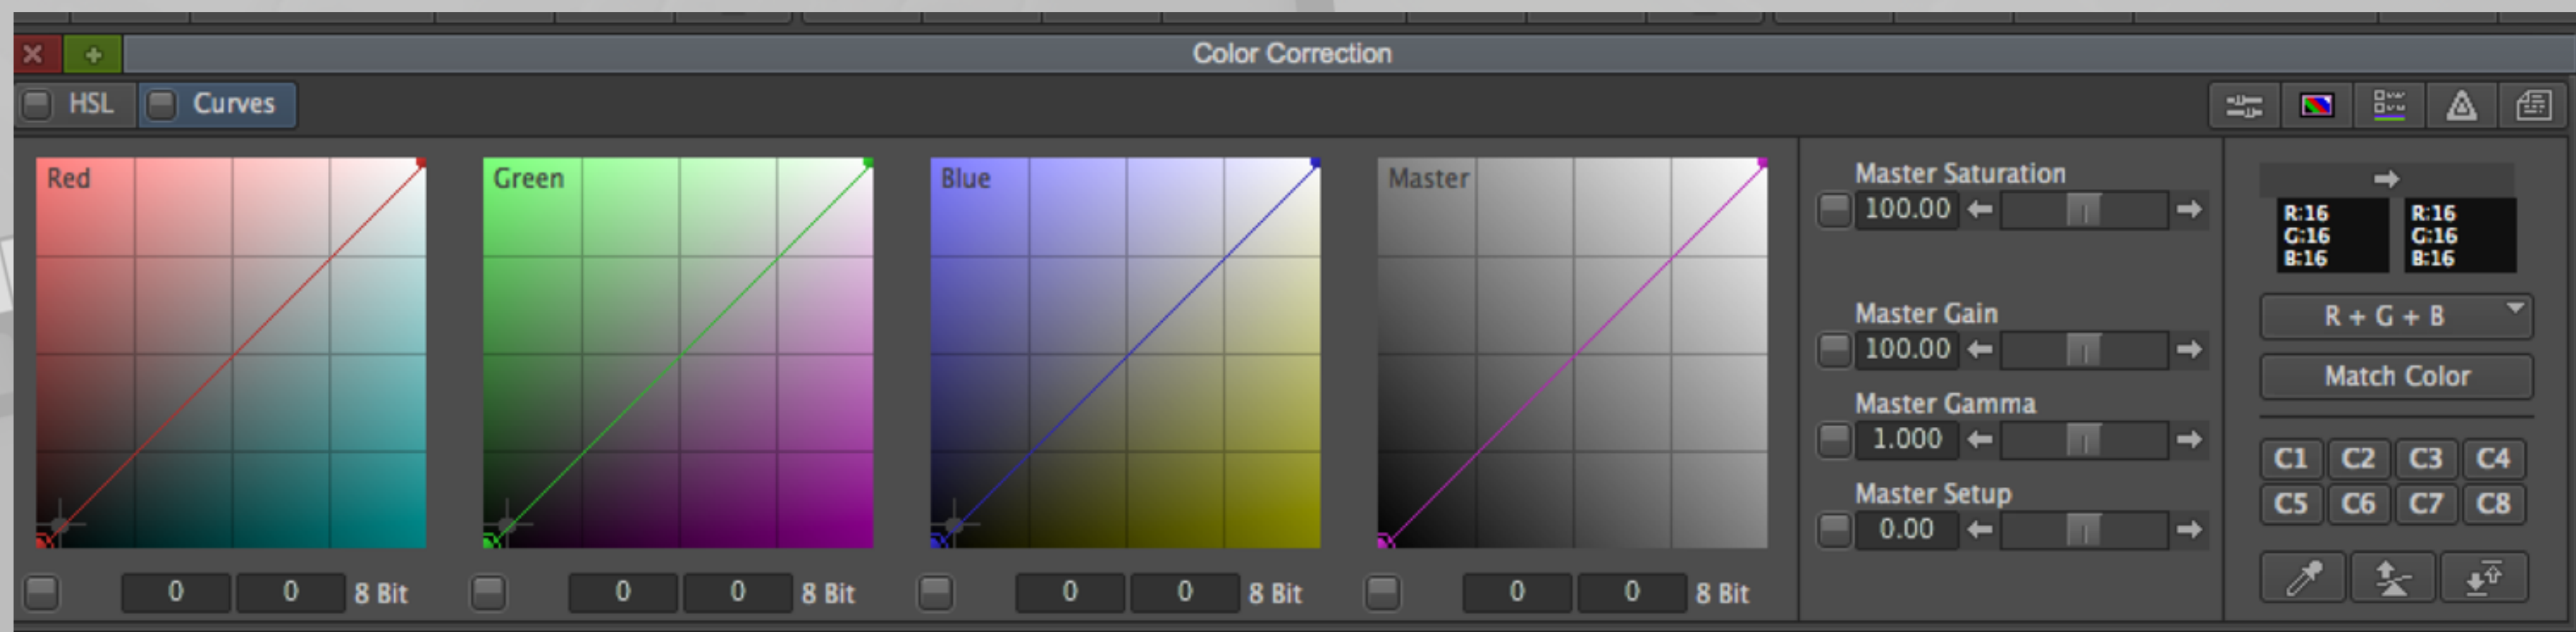 Color Correction
HSL
Curves
Red
Green
Blue
Master
0 0 8 Bit
0 0 8 Bit
0 0 8 Bit
0 0 8 Bit
Master Saturation
100.00
Master Gain
100.00
Master Gamma
1.000
Master Setup
0.00
R:16
G:16
B:16
R:16
G:16
B:16
R + G + B
Match Color
C1 C2 C3 C4
C5 C6 C7 C8